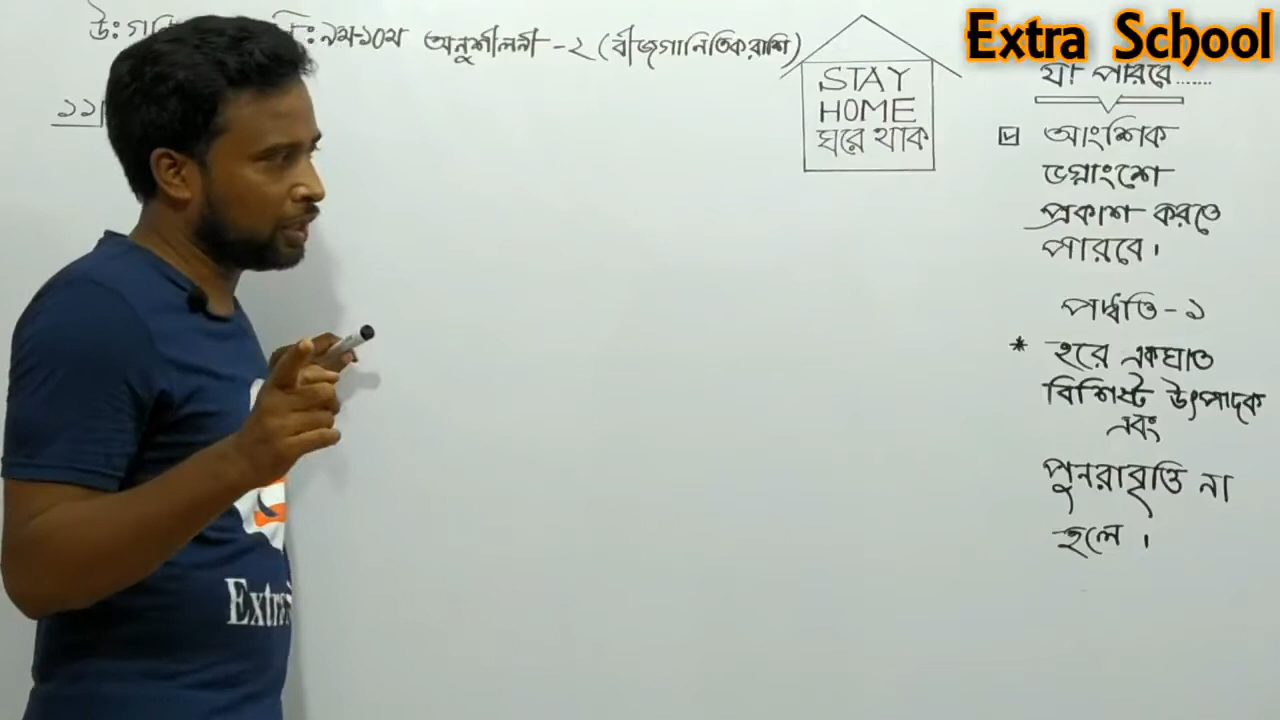 উঃ গ
নি: ৯ম-১০ম অনুশীলনী -২ (বীজগানিতিক রাশি)
১১।
STAY
HOME
ঘরে থাক
Extra School
যা পারবে.......
আংশিক
ভগ্নাংশে
প্রকাশ করতে
পারবে।
পদ্ধতি - ১
* হরে একঘাত
বিশিষ্ট উৎপাদক
এবং
পুনরাবৃত্তি না
হলে।
Extra